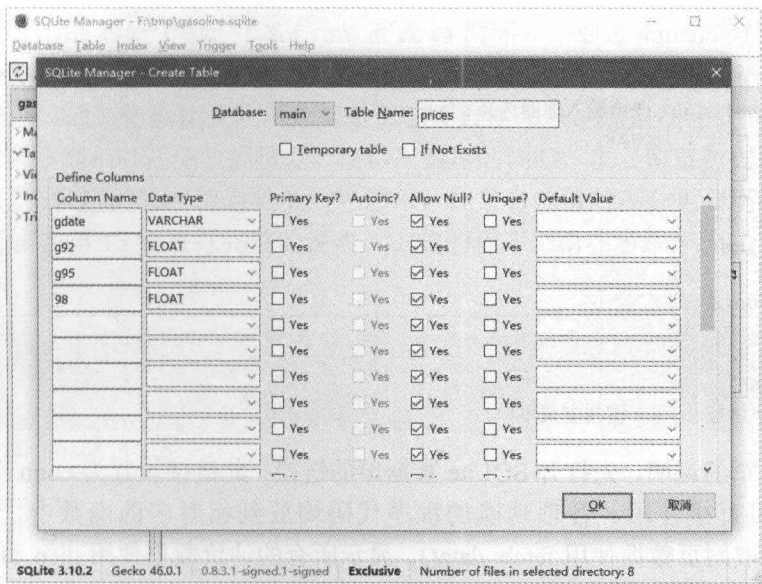 SQLite Manager - F:\tmp\gasoline.sqlite
Database Table Index View Trigger Tools Help
SQLite Manager - Create Table
gas
Database: main Table Name: prices
Temporary table If Not Exists
Ma
Ta
Vie
Ind
Tri
Define Columns
Column Name Data Type Primary Key? Autoinc? Allow Null? Unique? Default Value
gdate VARCHAR Yes Yes Yes Yes
g92 FLOAT Yes Yes Yes Yes
g95 FLOAT Yes Yes Yes Yes
98 FLOAT Yes Yes Yes Yes
Yes Yes Yes Yes
Yes Yes Yes Yes
Yes Yes Yes Yes
Yes Yes Yes Yes
Yes Yes Yes Yes
Yes Yes Yes Yes
OK 取消
SQLite 3.10.2 Gecko 46.0.1 0.8.3.1-signed.1-signed Exclusive Number of files in selected directory: 8